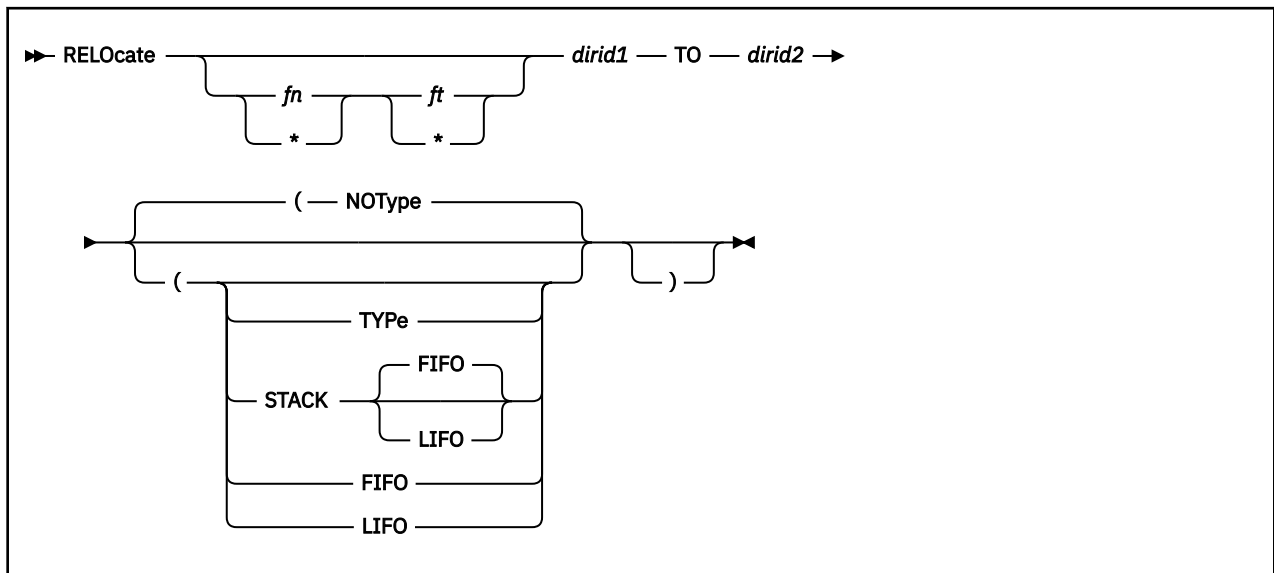 RELOcate dirid1 TO dirid2
fn ft
* *
( NOType
( )
TYPe
FIFO
STACK
LIFO
FIFO
LIFO